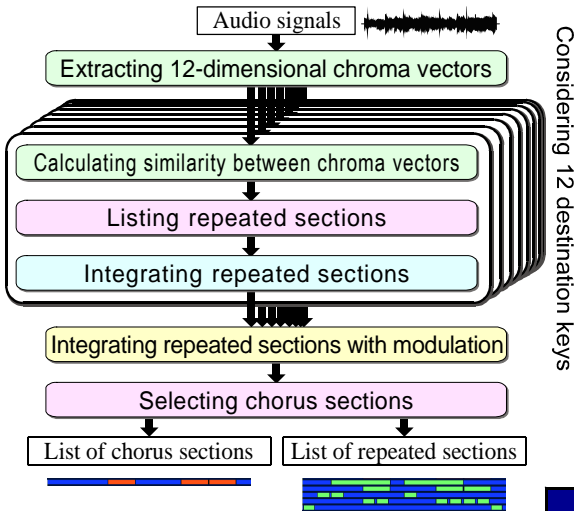 Audio signals
Extracting 12-dimensional chroma vectors
Calculating similarity between chroma vectors
Listing repeated sections
Integrating repeated sections
Considering 12 destination keys
Integrating repeated sections with modulation
Selecting chorus sections
List of chorus sections
List of repeated sections